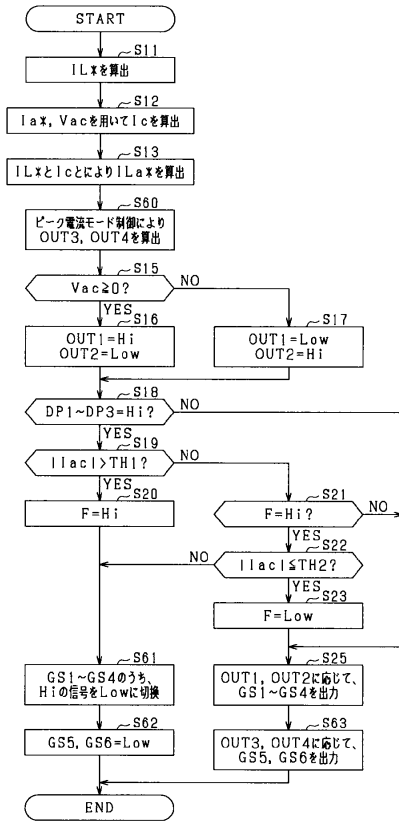 START
S11
IL*を算出
S12
Ia*, Vacを用いてIcを算出
S13
IL*とIcとによりILa*を算出
S60
ピーク電流モード制御により
OUT3, OUT4を算出
S15
Vac≧0?
NO
YES
S16
OUT1=Hi
OUT2=Low
S17
OUT1=Low
OUT2=Hi
S18
DP1~DP3=Hi?
NO
YES
S19
|Iac|>TH1?
NO
YES
S20
F=Hi
S21
F=Hi?
NO
YES
S22
|Iac|≦TH2?
NO
YES
S23
F=Low
S61
GS1~GS4のうち、
Hiの信号をLowに切換
S25
OUT1, OUT2に応じて、
GS1~GS4を出力
S62
GS5, GS6=Low
S63
OUT3, OUT4に応じて、
GS5, GS6を出力
END